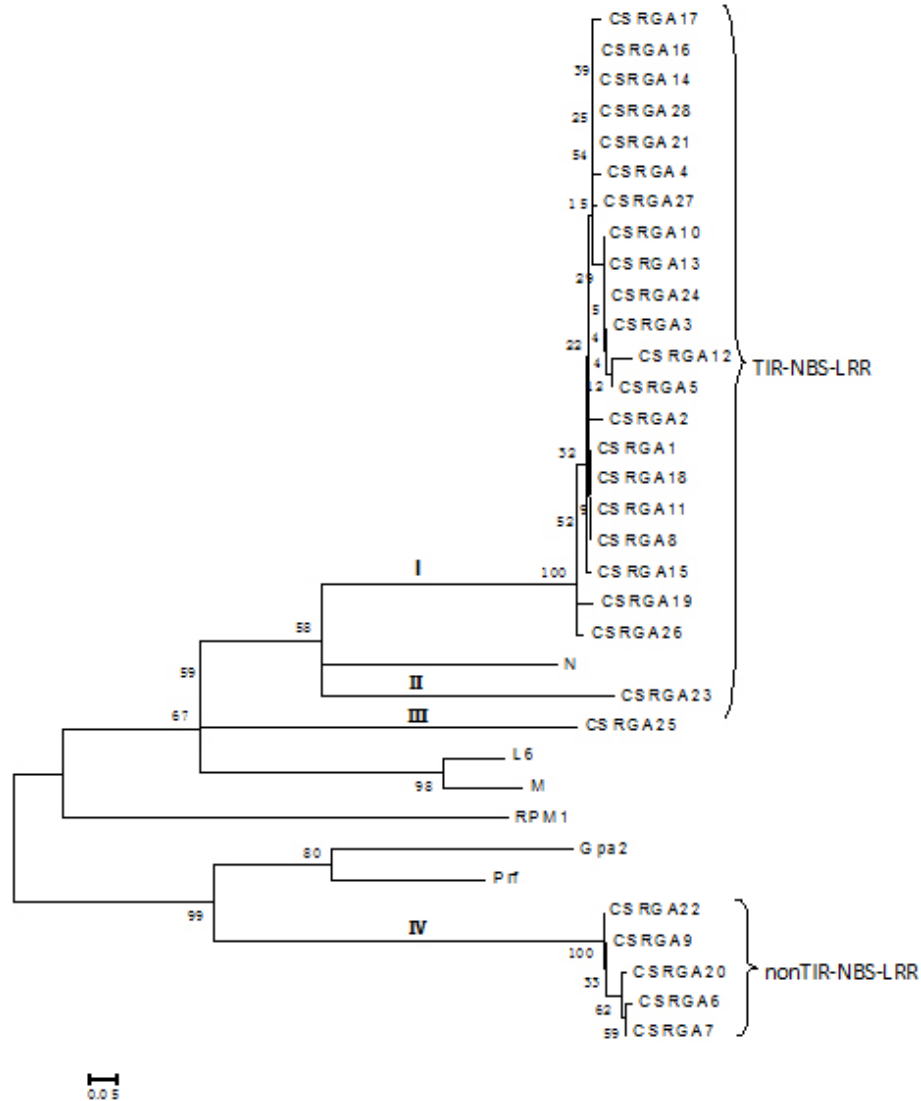 CSRGA17
CSRGA16
39
CSRGA14
CSRGA28
25
CSRGA21
54
CSRGA4
CSRGA27
15
CSRGA10
CSRGA13
29
CSRGA24
5
CSRGA3
4
22
CSRGA12
4
TIR-NBS-LRR
12
CSRGA5
CSRGA2
CSRGA1
32
CSRGA18
9
CSRGA11
52
CSRGA8
I
100
CSRGA15
CSRGA19
58
CSRGA26
N
59
II
CSRGA23
67
III
CSRGA25
L6
98
M
RPM1
80
Gpa2
Prf
99
CSRGA22
IV
CSRGA9
100
CSRGA20
nonTIR-NBS-LRR
33
CSRGA6
62
59
CSRGA7
0.05